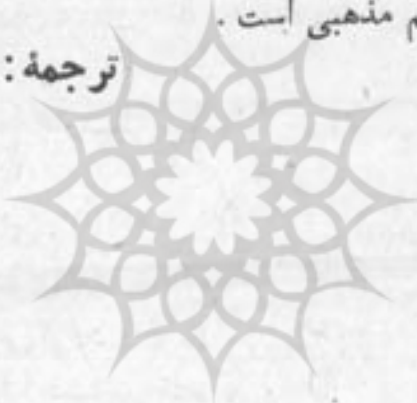 م مذهبی است .
ترجمهٔ :